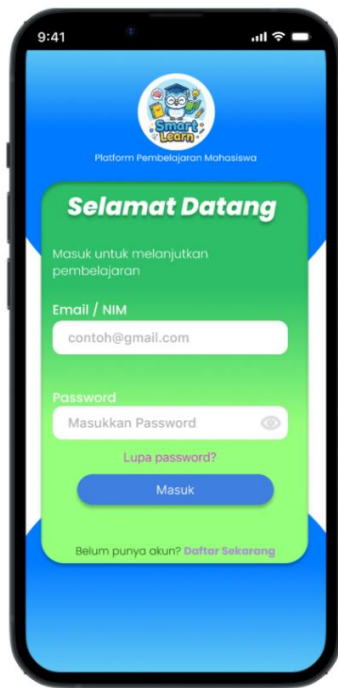 9:41
Smart
Learn
Platform Pembelajaran Mahasiswa
Selamat Datang
Masuk untuk melanjutkan
pembelajaran
Email / NIM
contoh@gmail.com
Password
Masukkan Password
Lupa password?
Masuk
Belum punya akun? Daftar Sekarang